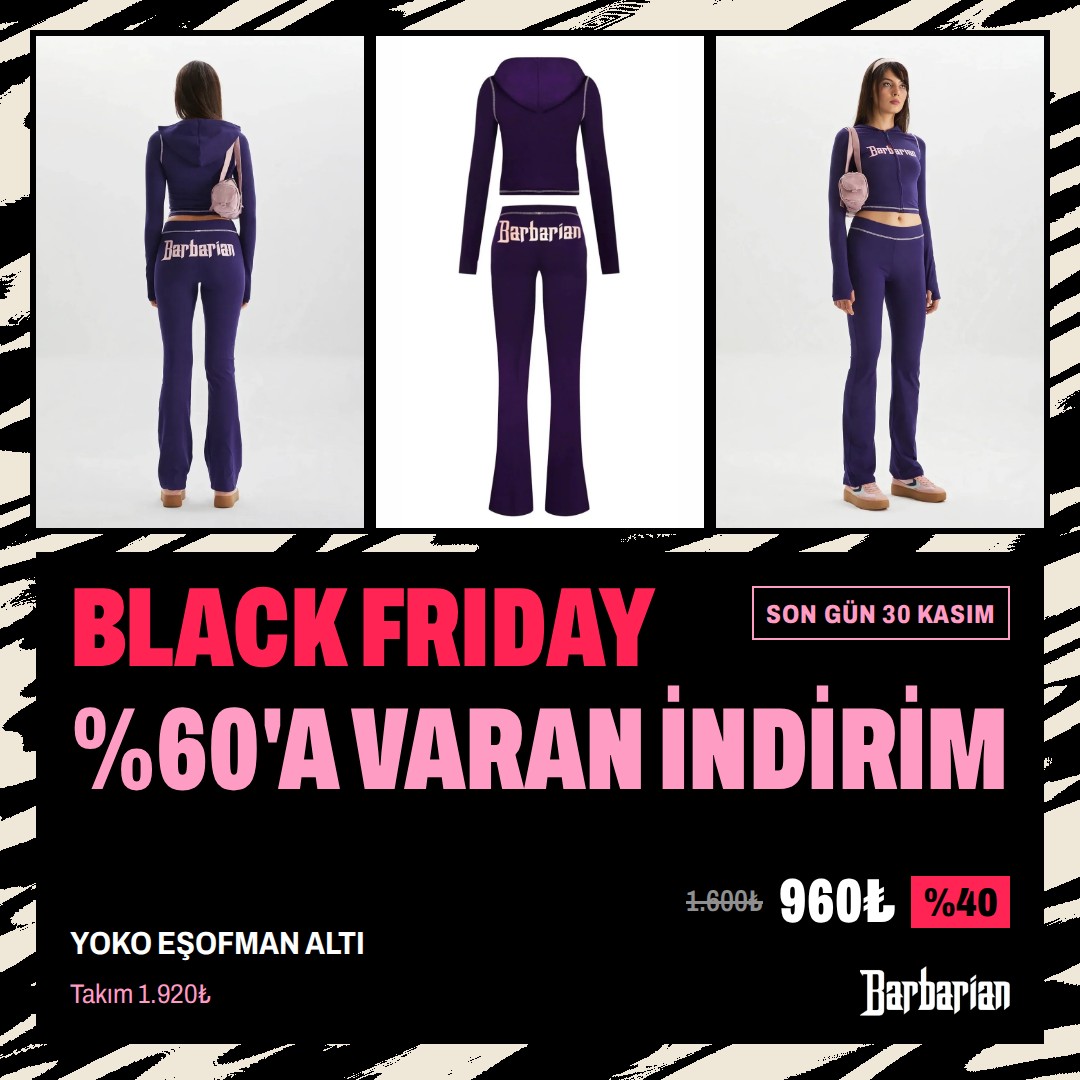 Barbarian
Barbarian
Barbarian
BLACK FRIDAY
SON GÜN 30 KASIM
%60'A VARAN İNDİRİM
1.600₺ 960₺ %40
YOKO EŞOFMAN ALTI
Takım 1.920₺
Barbarian